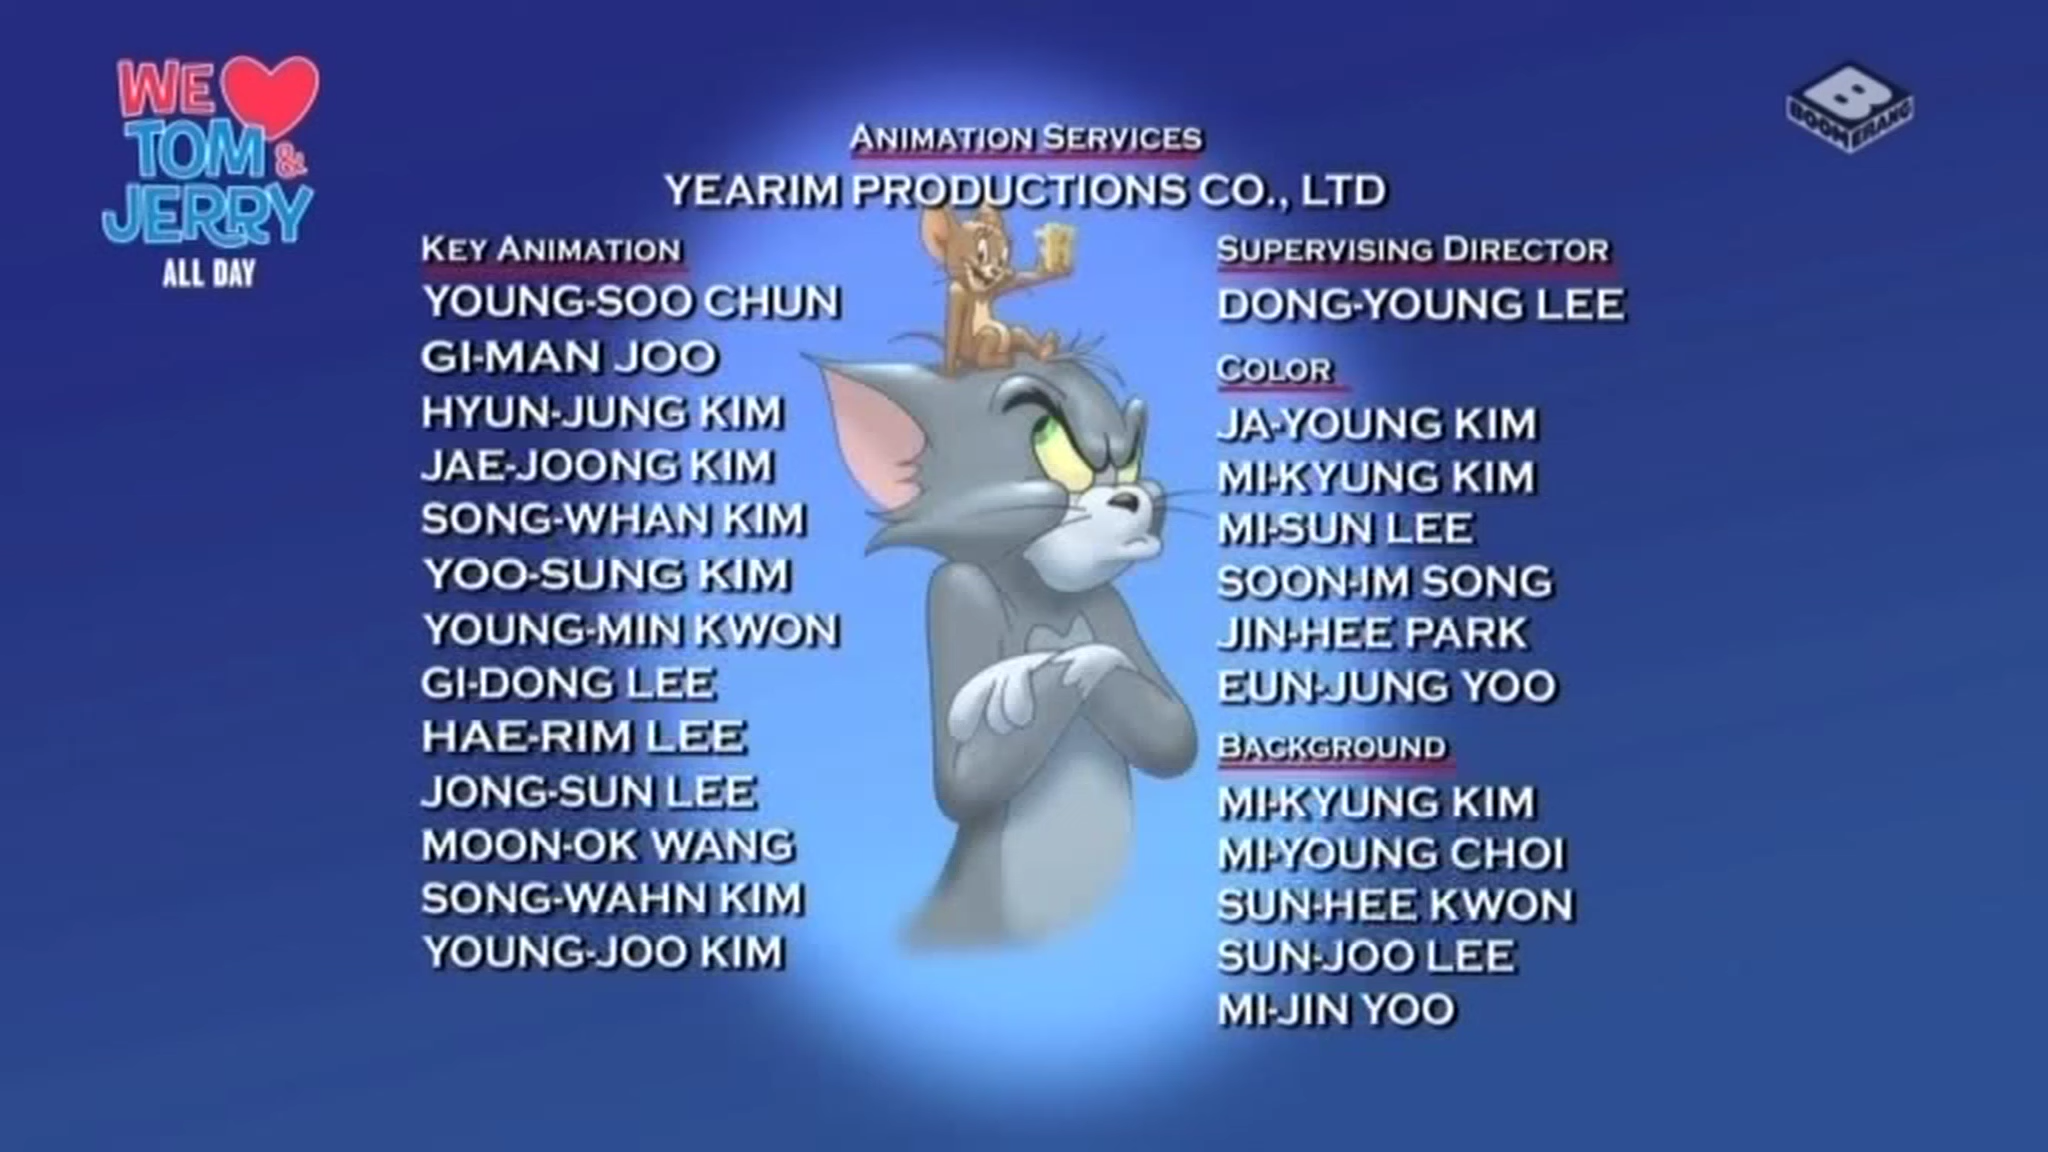 WE
TOM &
JERRY
ALL DAY
BOOMERANG
ANIMATION SERVICES
YEARIM PRODUCTIONS CO., LTD
KEY ANIMATION
YOUNG-SOO CHUN
GI-MAN JOO
HYUN-JUNG KIM
JAE-JOONG KIM
SONG-WHAN KIM
YOO-SUNG KIM
YOUNG-MIN KWON
GI-DONG LEE
HAE-RIM LEE
JONG-SUN LEE
MOON-OK WANG
SONG-WAHN KIM
YOUNG-JOO KIM
SUPERVISING DIRECTOR
DONG-YOUNG LEE
COLOR
JA-YOUNG KIM
MI-KYUNG KIM
MI-SUN LEE
SOON-IM SONG
JIN-HEE PARK
EUN-JUNG YOO
BACKGROUND
MI-KYUNG KIM
MI-YOUNG CHOI
SUN-HEE KWON
SUN-JOO LEE
MI-JIN YOO